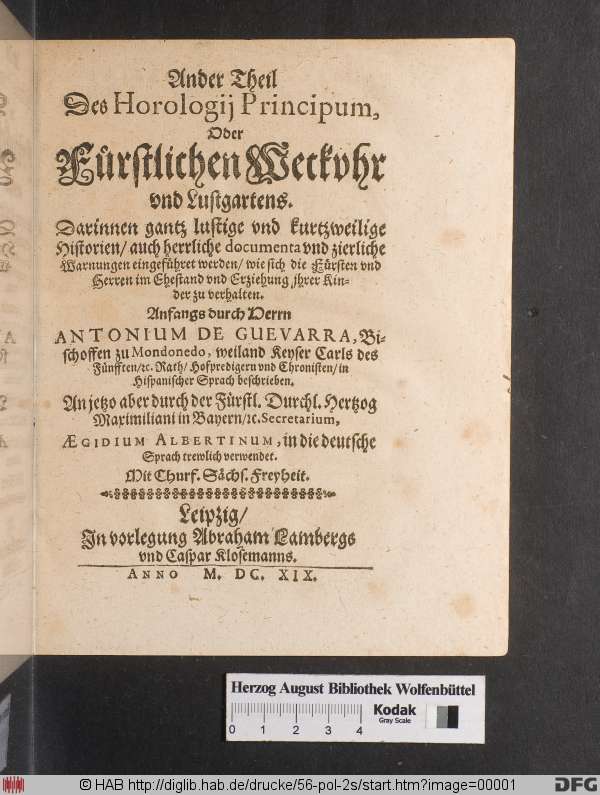 Ander Theil
Des Horologij Principum,
Oder
Fürstlichen Weckvhr
vnd Lustgartens.
Darinnen gantz lustige vnd kurtzweilige
Historien/ auch herrliche documenta vnd zierliche
Warnungen eingeführet werden/ wie sich die Fürsten vnd
Herren im Ehestand vnd Erziehung jhrer Kin-
der zu verhalten.
Anfangs durch Herrn
ANTONIUM DE GUEVARRA, Bi-
schoffen zu Mondonedo, weiland Keyser Carls des
Fünfften/ ꝛc. Rath/ Hofpredigern vnd Chronisten/ in
Hispanischer Sprach beschrieben.
An jetzo aber durch der Fürstl. Durchl. Hertzog
Maximiliani in Bayern/ ꝛc. Secretarium,
ÆGIDIUM ALBERTINUM, in die deutsche
Sprach trewlich verwendet.
Mit Churf. Sächs. Freyheit.
Leipzig/
In vorlegung Abraham Lambergs
vnd Caspar Klosemanns.
ANNO M. DC. XIX.
Herzog August Bibliothek Wolfenbüttel
0 1 2 3 4
Kodak
Gray Scale
© HAB http://diglib.hab.de/drucke/56-pol-2s/start.htm?image=00001
DFG